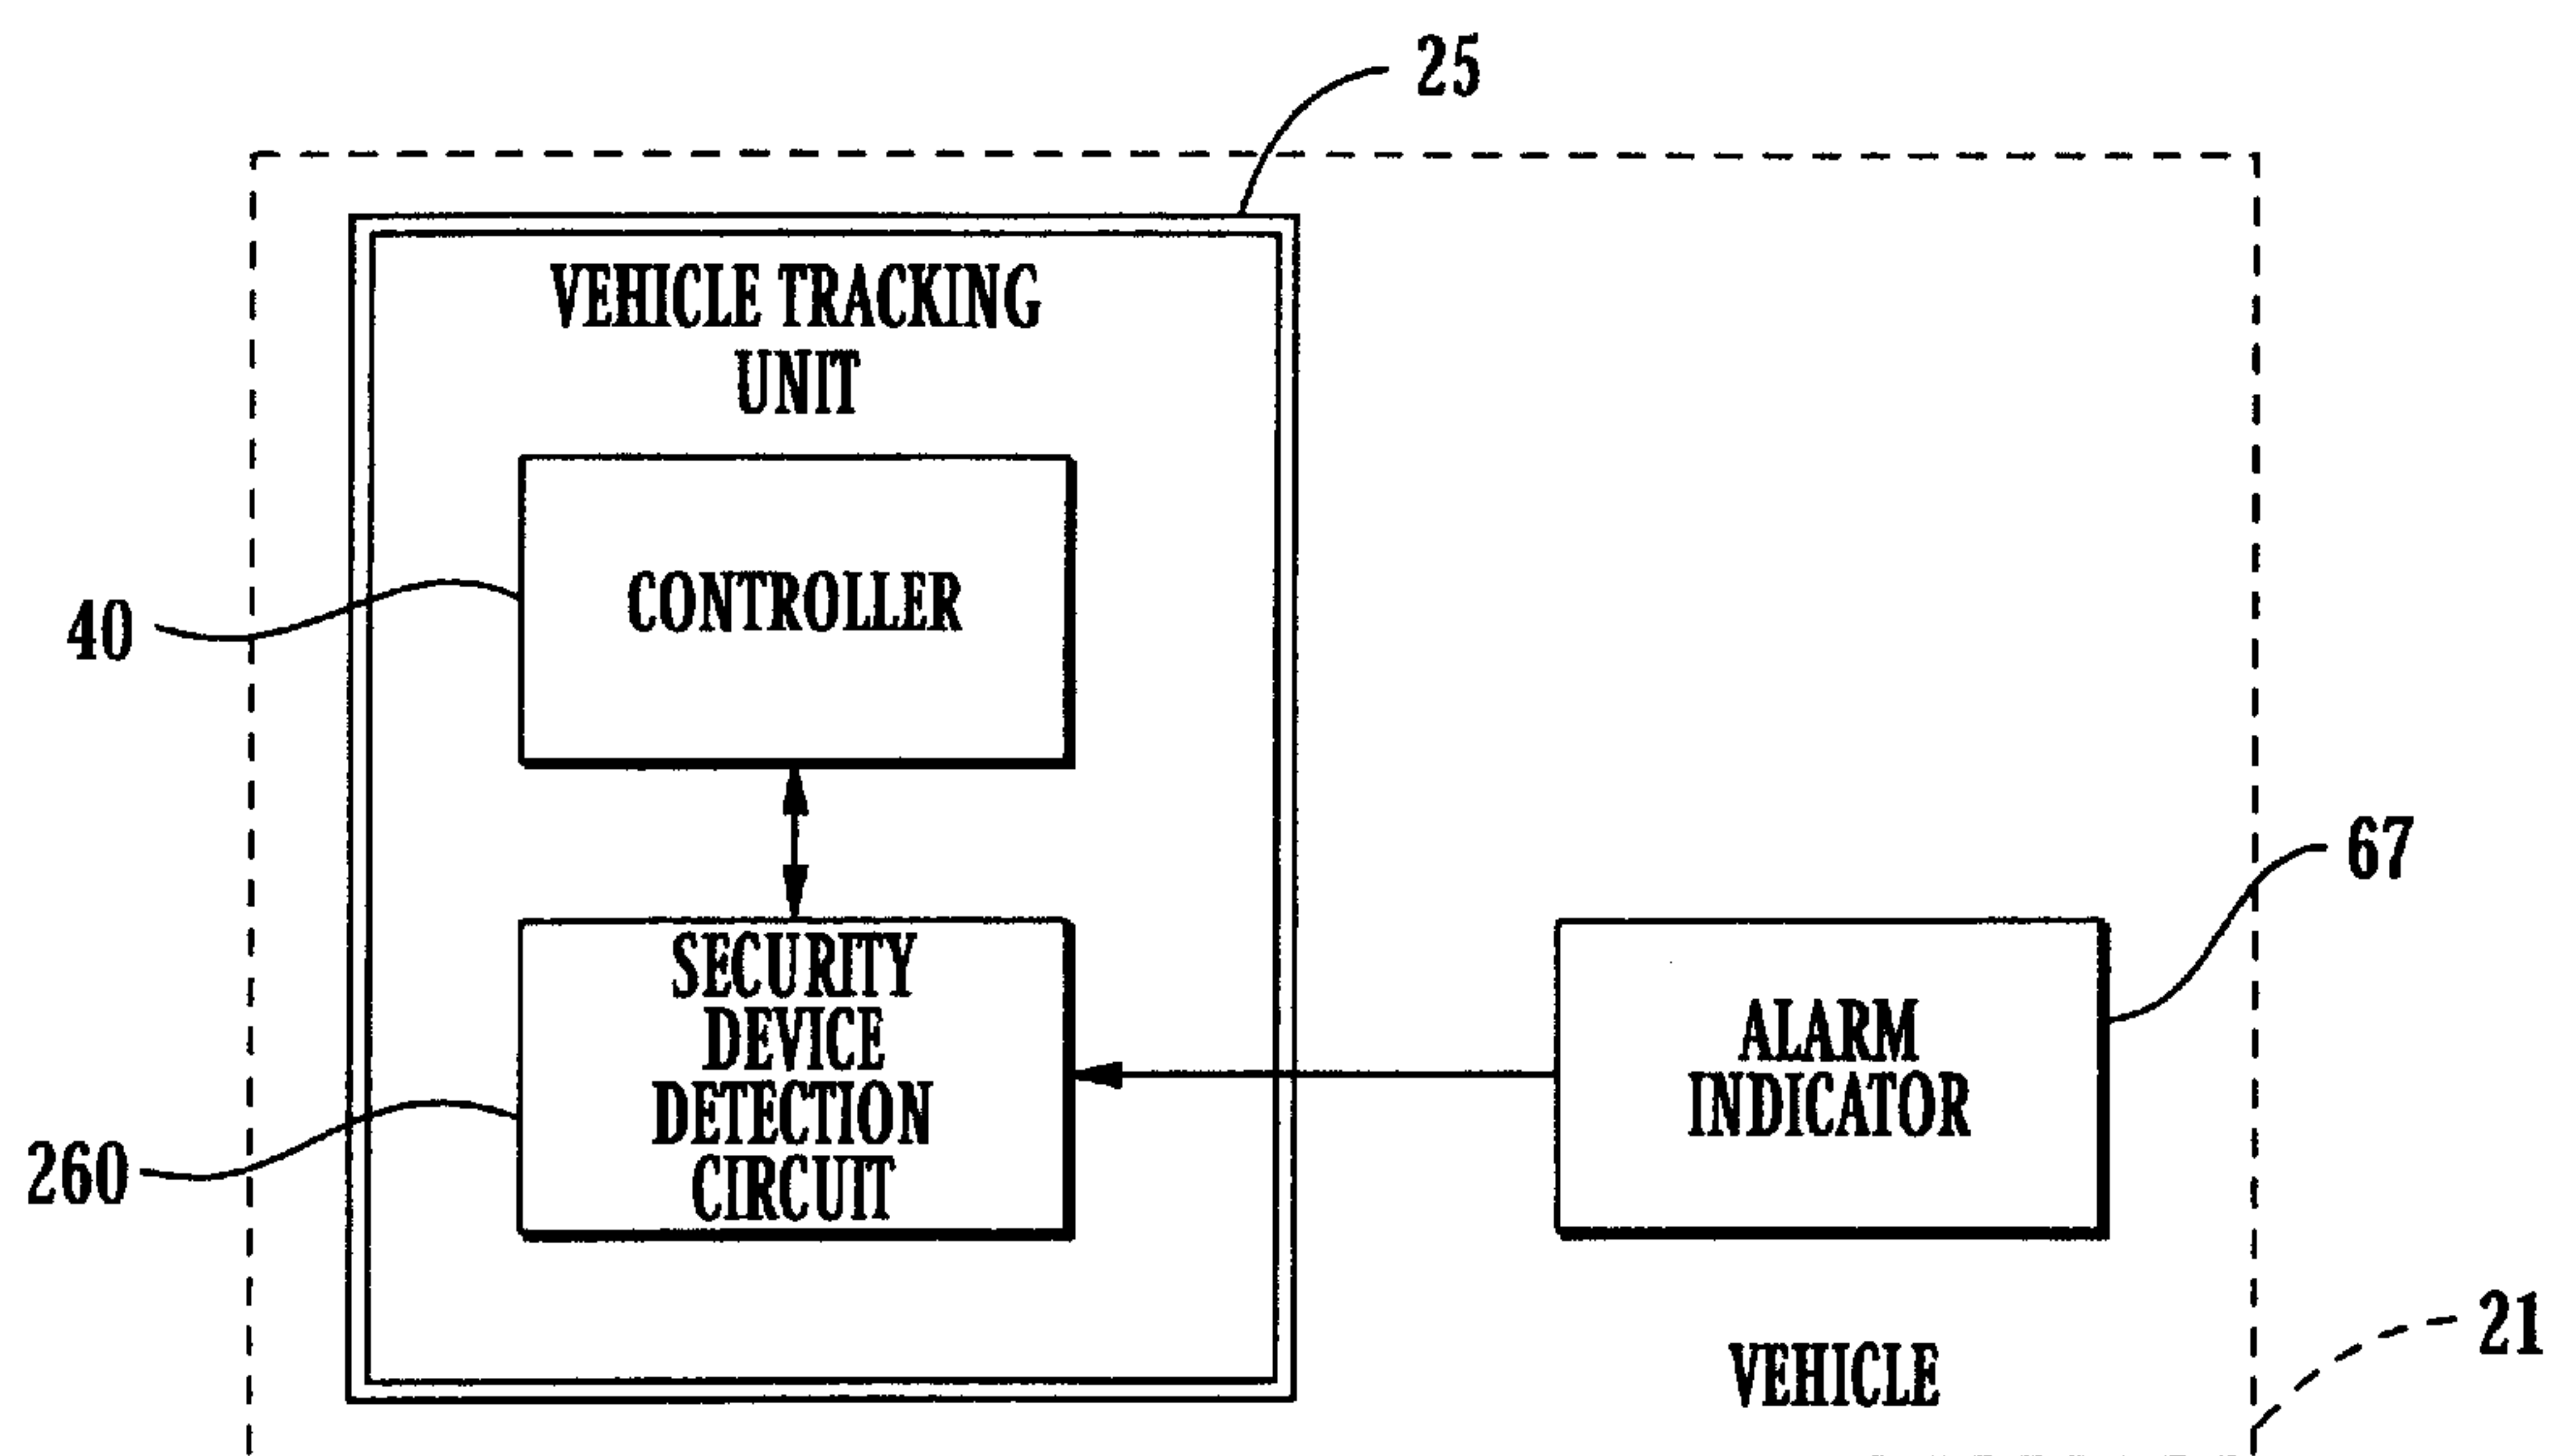 25
VEHICLE TRACKING
UNIT
40
CONTROLLER
67
SECURITY
DEVICE
DETECTION
CIRCUIT
260
ALARM
INDICATOR
21
VEHICLE